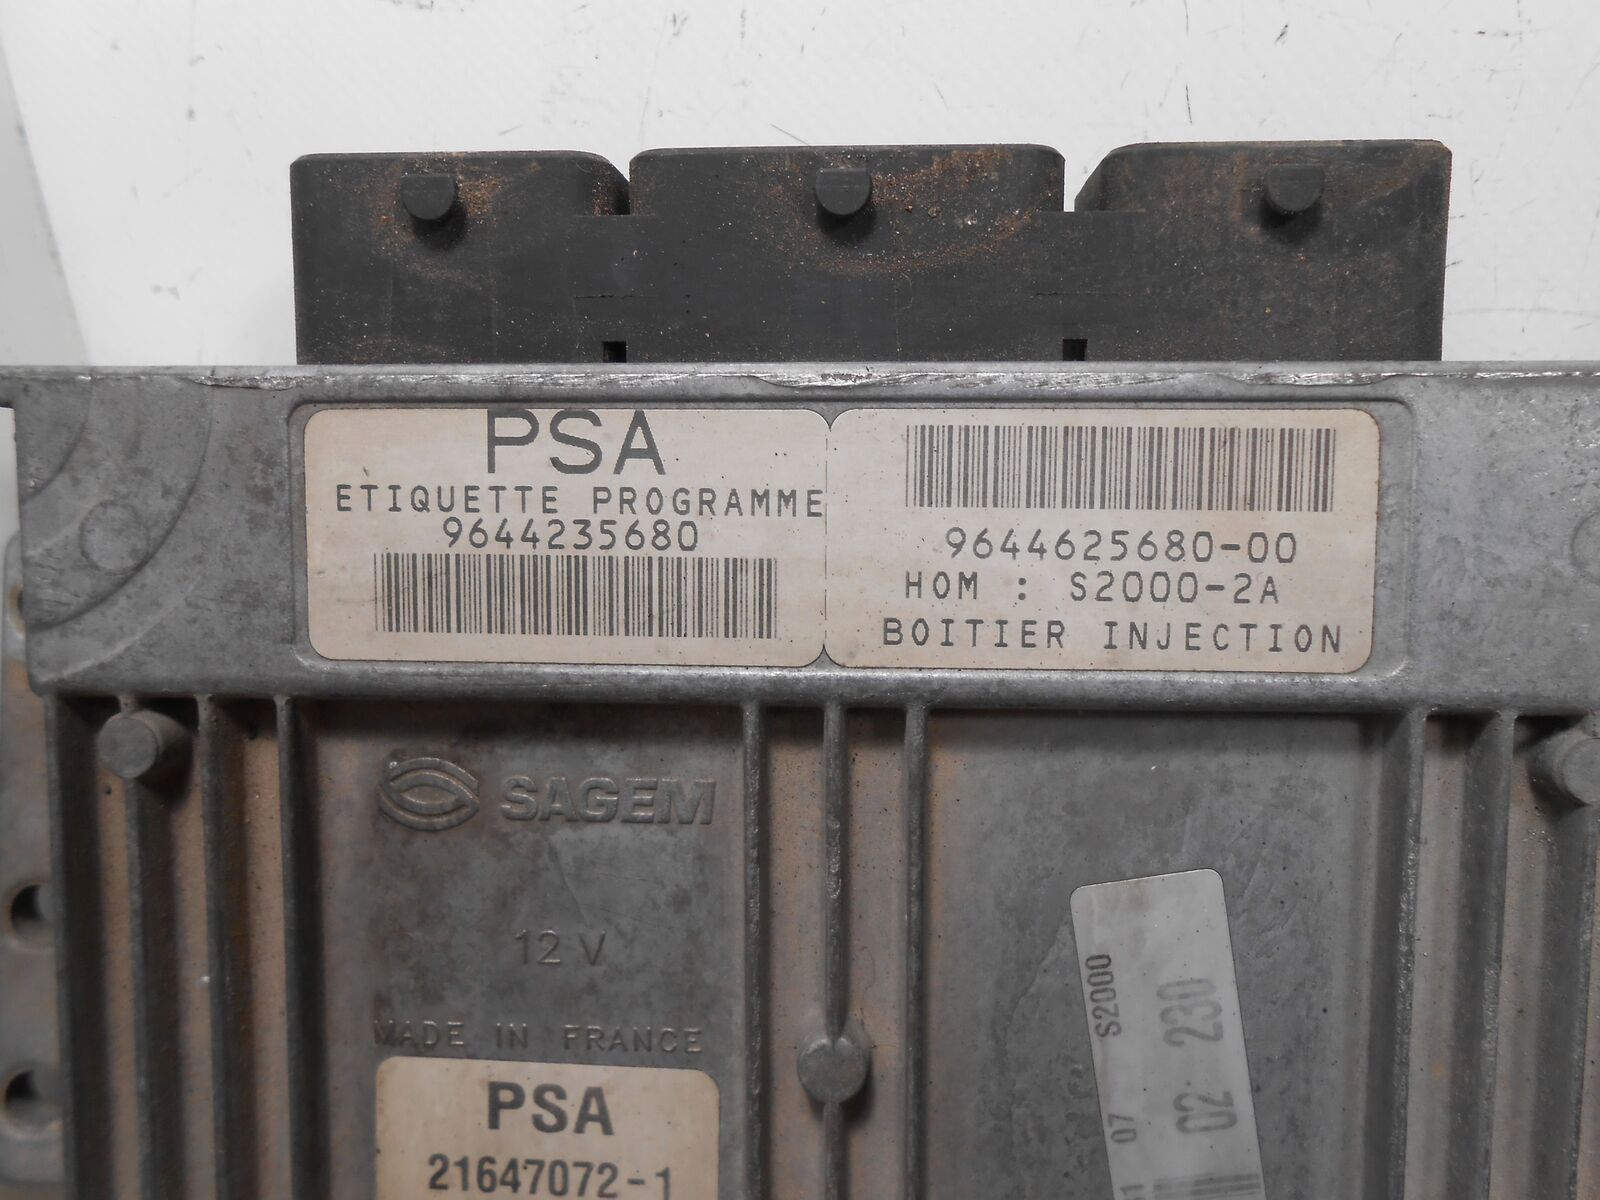 PSA
ETIQUETTE PROGRAMME
9644235680
9644625680-00
HOM : S2000-2A
BOITIER INJECTION
SAGEM
12 V
MADE IN FRANCE
PSA
21647072-1
S2000
07
02 230